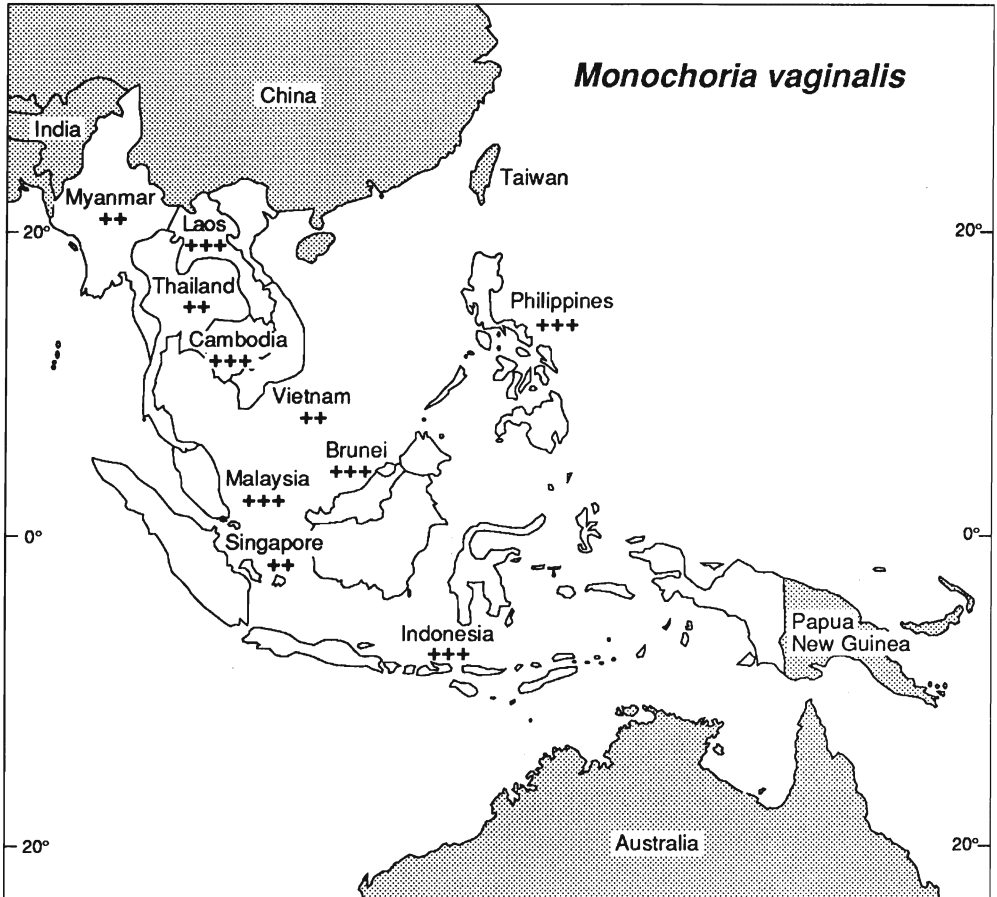 Monochoria vaginalis
China
India
Taiwan
Myanmar
++
Laos
+++
20°
20°
Thailand
++
Philippines
+++
Cambodia
+++
Vietnam
++
Brunei
+++
Malaysia
+++
0°
0°
Singapore
++
Indonesia
+++
Papua
New Guinea
20°
20°
Australia